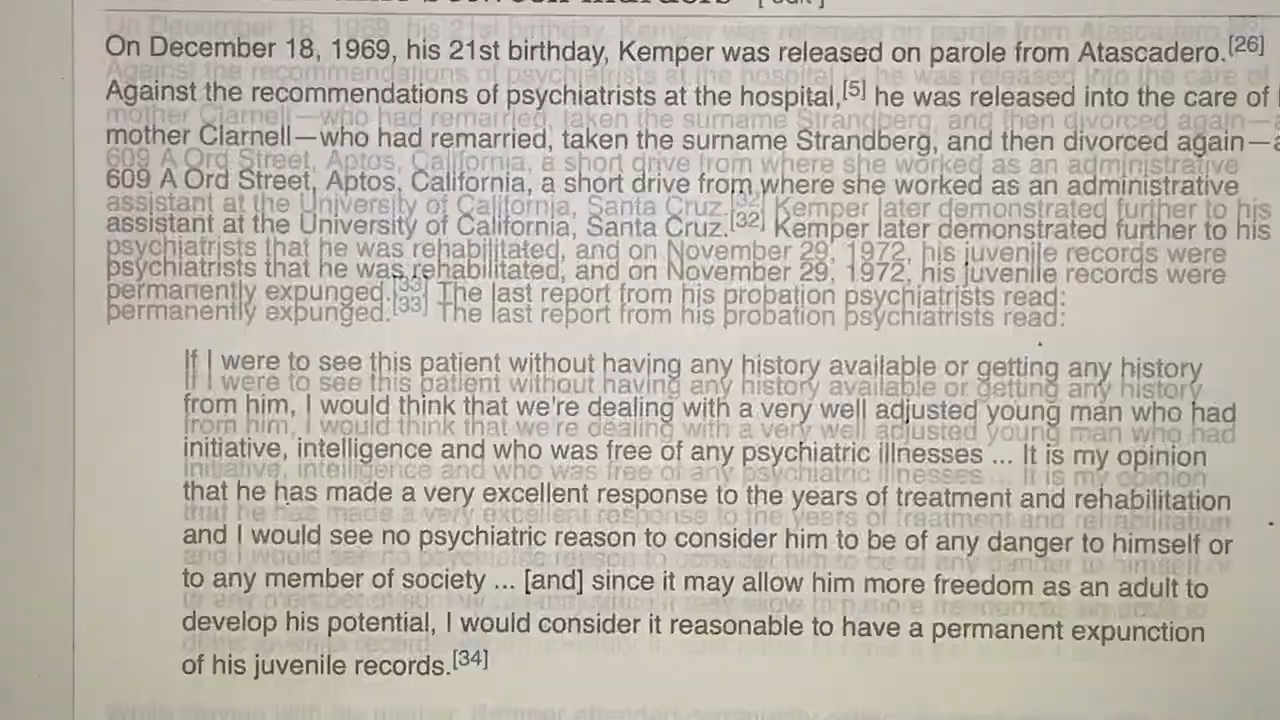 On December 18, 1969, his 21st birthday, Kemper was released on parole from Atascadero.[26]
Against the recommendations of psychiatrists at the hospital,[5] he was released into the care of
mother Clarnell—who had remarried, taken the surname Strandberg, and then divorced again—
609 A Ord Street, Aptos, California, a short drive from where she worked as an administrative
assistant at the University of California, Santa Cruz.[32] Kemper later demonstrated further to his
psychiatrists that he was rehabilitated, and on November 29, 1972, his juvenile records were
permanently expunged.[33] The last report from his probation psychiatrists read:
If I were to see this patient without having any history available or getting any history
from him, I would think that we're dealing with a very well adjusted young man who had
initiative, intelligence and who was free of any psychiatric illnesses ... It is my opinion
that he has made a very excellent response to the years of treatment and rehabilitation
and I would see no psychiatric reason to consider him to be of any danger to himself or
to any member of society ... [and] since it may allow him more freedom as an adult to
develop his potential, I would consider it reasonable to have a permanent expunction
of his juvenile records.[34]